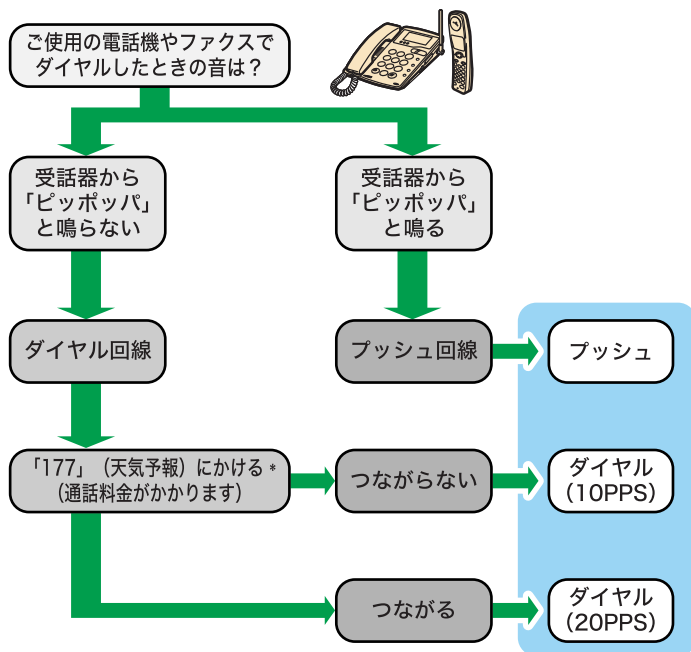 ご使用の電話機やファクスで
ダイヤルしたときの音は？
受話器から
「ピッポッパ」
と鳴らない
受話器から
「ピッポッパ」
と鳴る
ダイヤル回線
プッシュ回線
プッシュ
「177」（天気予報）にかける*
（通話料金がかかります）
つながらない
ダイヤル
（10PPS）
つながる
ダイヤル
（20PPS）